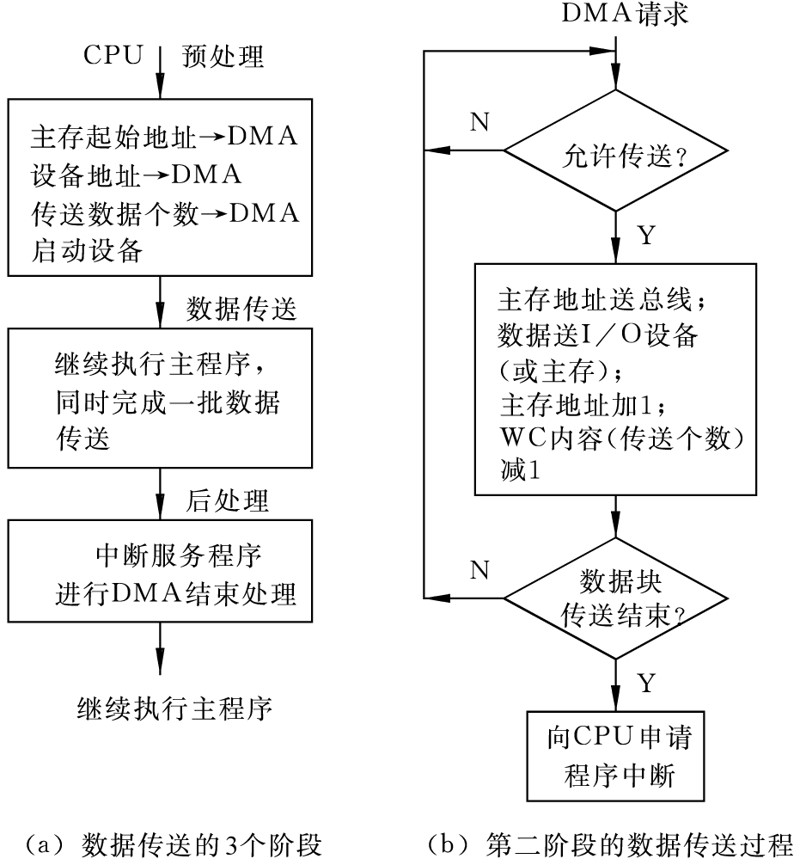 CPU 预处理
主存起始地址→DMA
设备地址→DMA
传送数据个数→DMA
启动设备
数据传送
继续执行主程序，
同时完成一批数据
传送
后处理
中断服务程序
进行DMA结束处理
继续执行主程序
(a) 数据传送的3个阶段
DMA请求
N
允许传送?
Y
主存地址送总线；
数据送I／O设备
(或主存)；
主存地址加1；
WC内容(传送个数)
减1
N
数据块
传送结束?
Y
向CPU申请
程序中断
(b) 第二阶段的数据传送过程